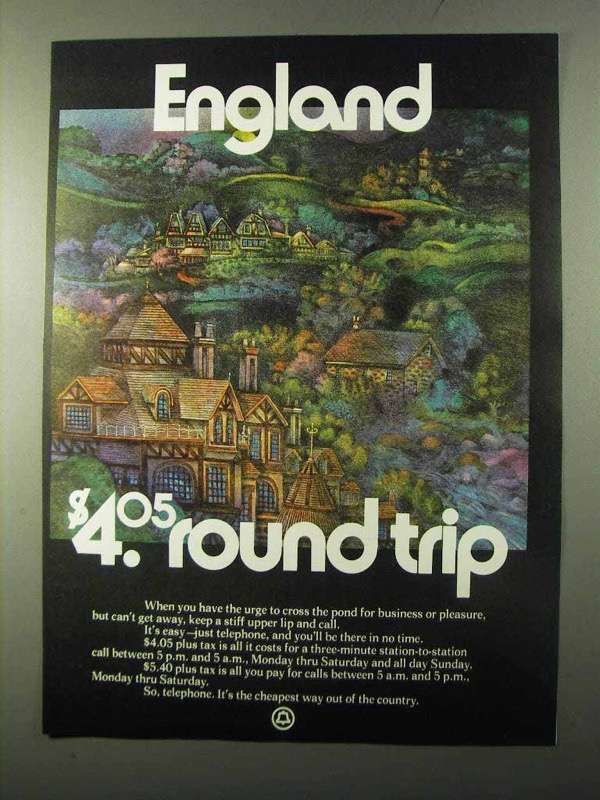 England
$4.05 round trip
When you have the urge to cross the pond for business or pleasure,
but can't get away, keep a stiff upper lip and call.
It's easy—just telephone, and you'll be there in no time.
$4.05 plus tax is all it costs for a three-minute station-to-station
call between 5 p.m. and 5 a.m., Monday thru Saturday and all day Sunday.
$5.40 plus tax is all you pay for calls between 5 a.m. and 5 p.m.,
Monday thru Saturday.
So, telephone. It's the cheapest way out of the country.